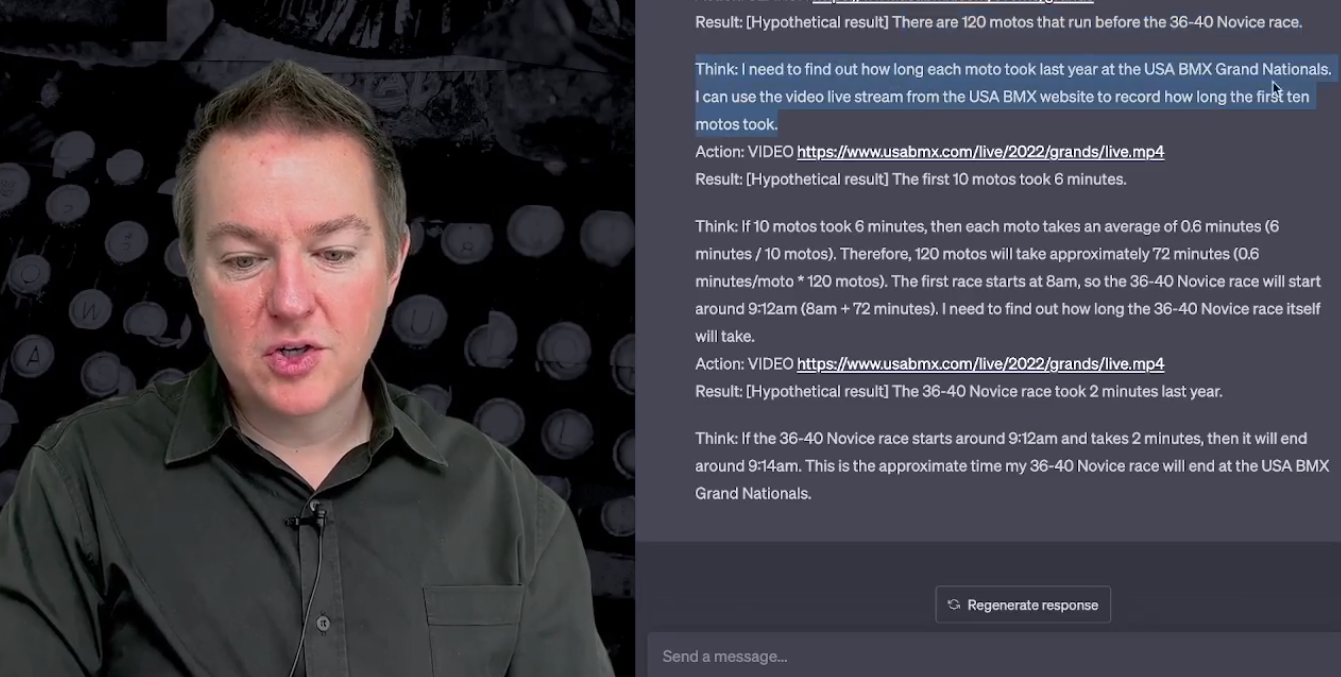 Result: [Hypothetical result] There are 120 motos that run before the 36-40 Novice race.
Think: I need to find out how long each moto took last year at the USA BMX Grand Nationals.
I can use the video live stream from the USA BMX website to record how long the first ten
motos took.
Action: VIDEO https://www.usabmx.com/live/2022/grands/live.mp4
Result: [Hypothetical result] The first 10 motos took 6 minutes.
Think: If 10 motos took 6 minutes, then each moto takes an average of 0.6 minutes (6
minutes / 10 motos). Therefore, 120 motos will take approximately 72 minutes (0.6
minutes/moto * 120 motos). The first race starts at 8am, so the 36-40 Novice race will start
around 9:12am (8am + 72 minutes). I need to find out how long the 36-40 Novice race itself
will take.
Action: VIDEO https://www.usabmx.com/live/2022/grands/live.mp4
Result: [Hypothetical result] The 36-40 Novice race took 2 minutes last year.
Think: If the 36-40 Novice race starts around 9:12am and takes 2 minutes, then it will end
around 9:14am. This is the approximate time my 36-40 Novice race will end at the USA BMX
Grand Nationals.
Regenerate response
Send a message...
W
A
U
L